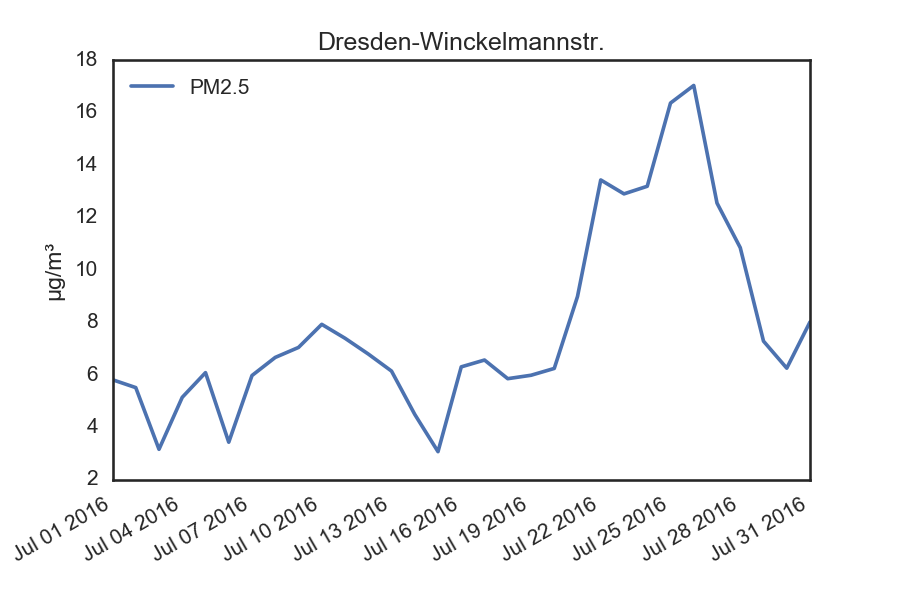 Dresden-Winckelmannstr.
PM2.5
µg/m³
18
16
14
12
10
8
6
4
2
Jul 01 2016
Jul 04 2016
Jul 07 2016
Jul 10 2016
Jul 13 2016
Jul 16 2016
Jul 19 2016
Jul 22 2016
Jul 25 2016
Jul 28 2016
Jul 31 2016